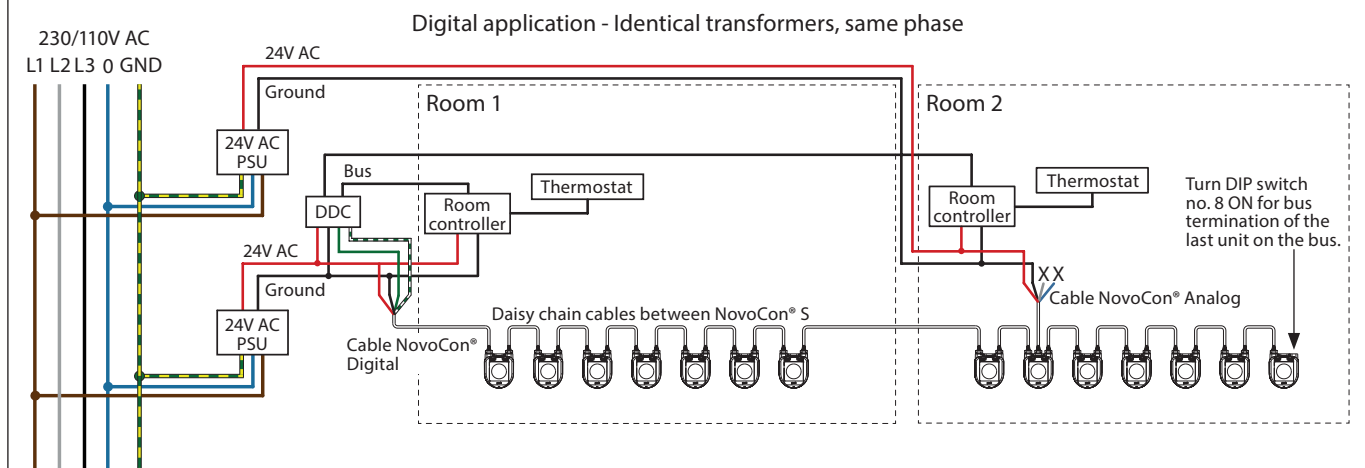 Digital application - Identical transformers, same phase
230/110V AC
L1 L2 L3 0 GND
24V AC
Ground
24V AC
PSU
Room 1
Room 2
Bus
DDC
Room
controller
Thermostat
Room
controller
Thermostat
Turn DIP switch
no. 8 ON for bus
termination of the
last unit on the bus.
24V AC
Ground
24V AC
PSU
X X
Cable NovoCon® Analog
Daisy chain cables between NovoCon® S
Cable NovoCon®
Digital